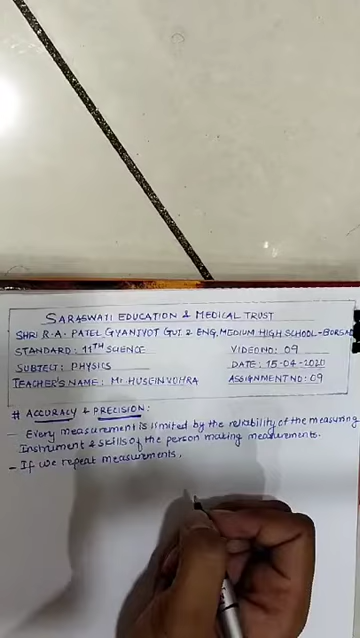 SARASWATI EDUCATION & MEDICAL TRUST
SHRI R.A. PATEL GYANJYOT GUJ & ENG, MEDIUM HIGH SCHOOL - BORSAD
STANDARD : 11TH SCIENCE VIDEO NO : 09
SUBJECT : PHYSICS DATE : 15-04-2020
TEACHER'S NAME : Mr HUSEIN VOHRA ASSIGNMENT NO : 09
# ACCURACY & PRECISION :
- Every measurement is limited by the reliability of the measuring
Instrument & skills of the person making measurements.
- If we repeat measurements,